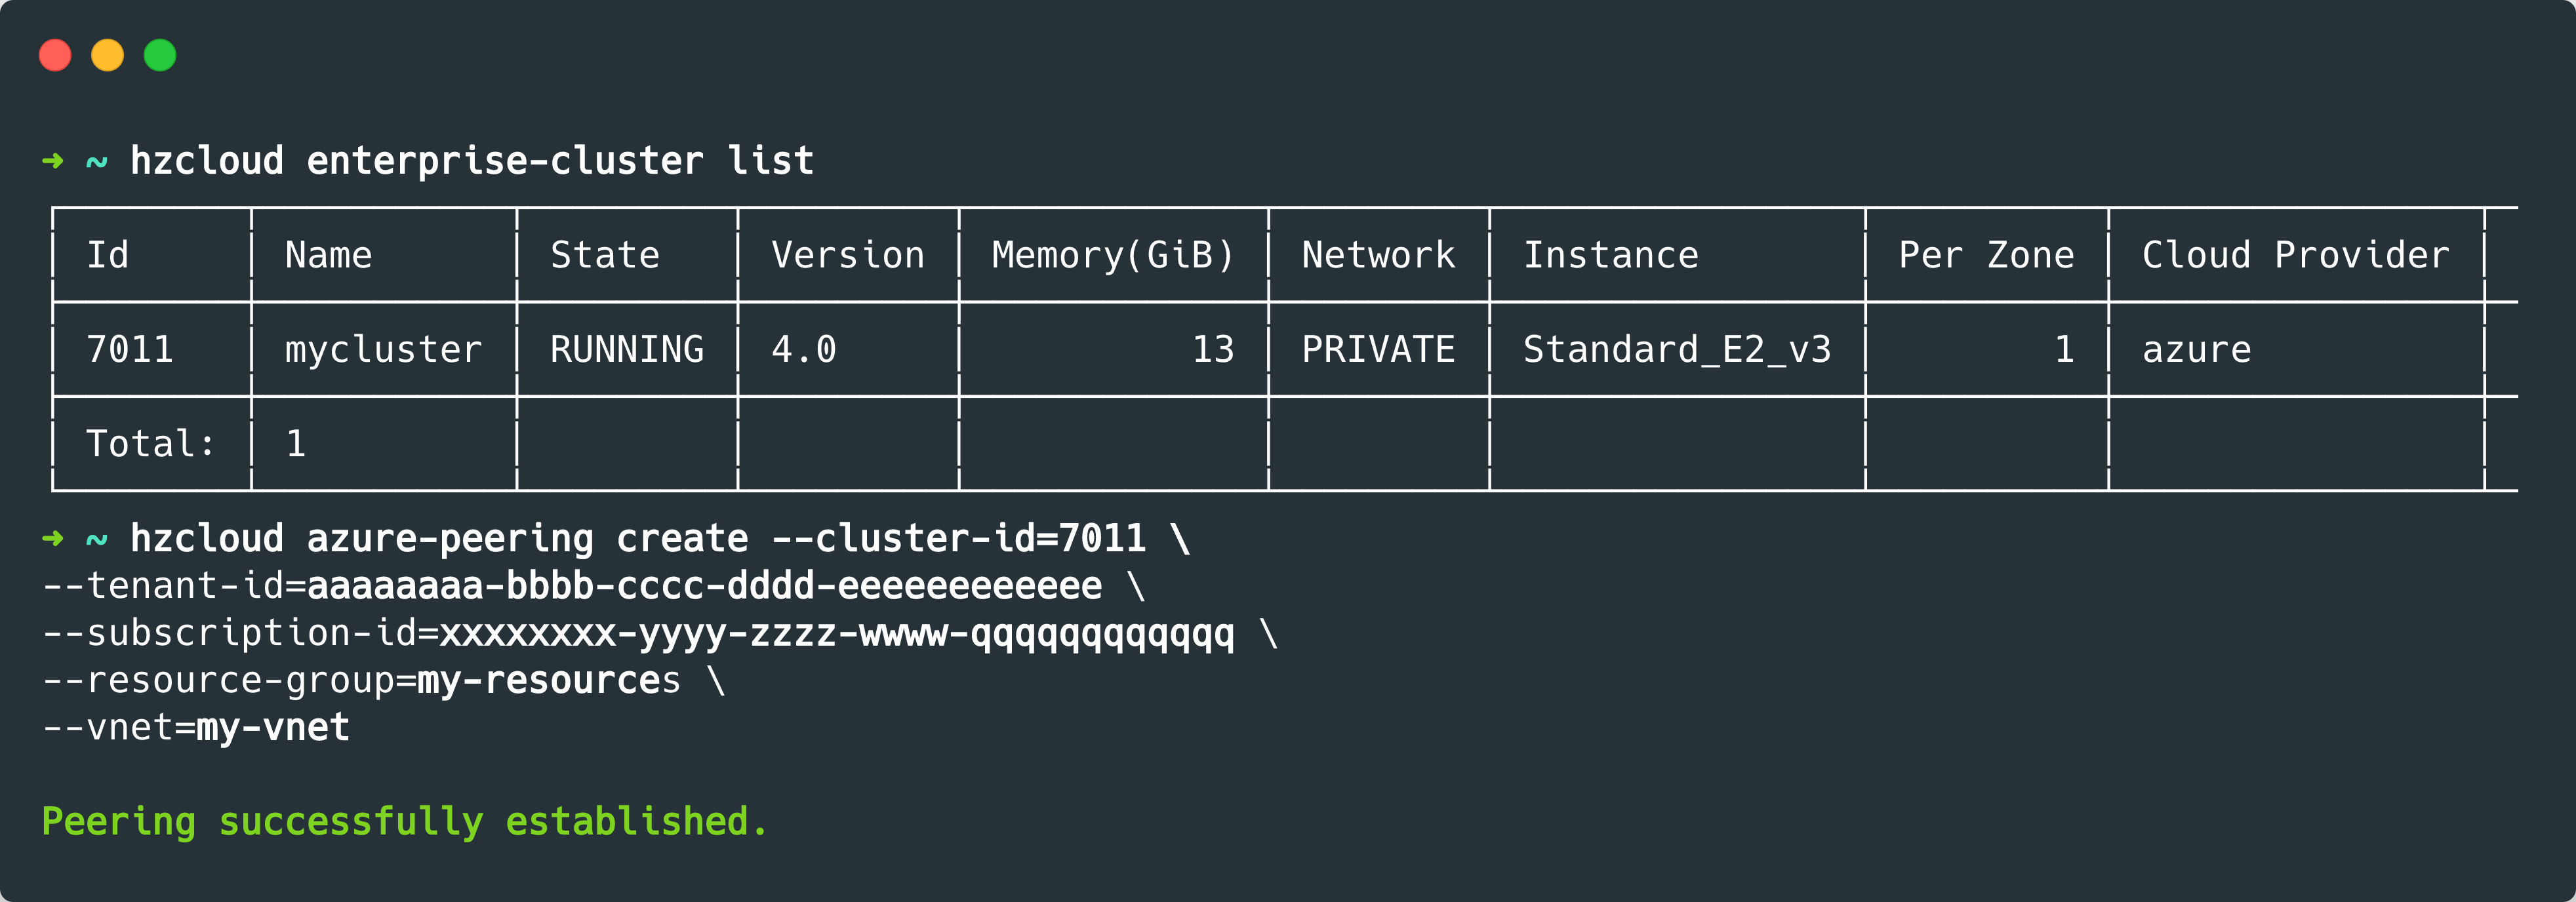 ➜ ~ hzcloud enterprise-cluster list
Id Name State Version Memory(GiB) Network Instance Per Zone Cloud Provider
7011 mycluster RUNNING 4.0 13 PRIVATE Standard_E2_v3 1 azure
Total: 1
➜ ~ hzcloud azure-peering create --cluster-id=7011 \
--tenant-id=aaaaaaaa-bbbb-cccc-dddd-eeeeeeeeeeee \
--subscription-id=xxxxxxxx-yyyy-zzzz-wwww-qqqqqqqqqqqq \
--resource-group=my-resources \
--vnet=my-vnet
Peering successfully established.